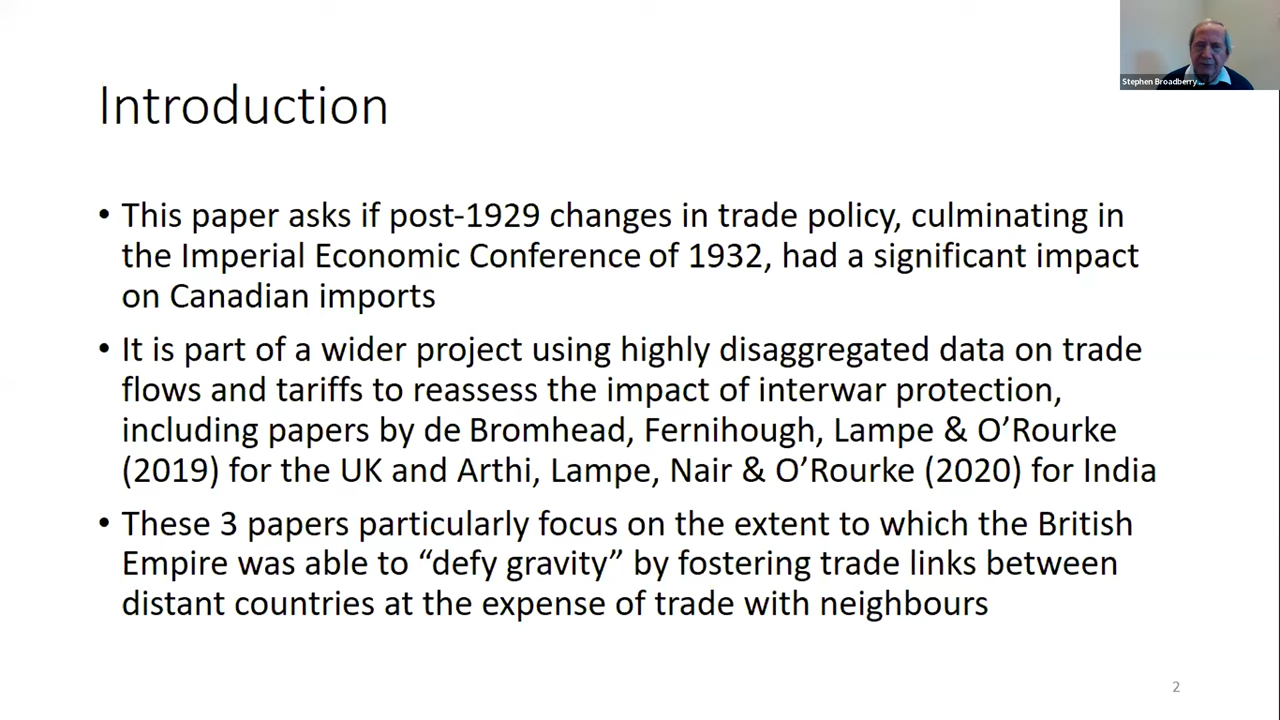 Stephen Broadberry
Introduction
• This paper asks if post-1929 changes in trade policy, culminating in
the Imperial Economic Conference of 1932, had a significant impact
on Canadian imports
• It is part of a wider project using highly disaggregated data on trade
flows and tariffs to reassess the impact of interwar protection,
including papers by de Bromhead, Fernihough, Lampe & O’Rourke
(2019) for the UK and Arthi, Lampe, Nair & O’Rourke (2020) for India
• These 3 papers particularly focus on the extent to which the British
Empire was able to “defy gravity” by fostering trade links between
distant countries at the expense of trade with neighbours
2